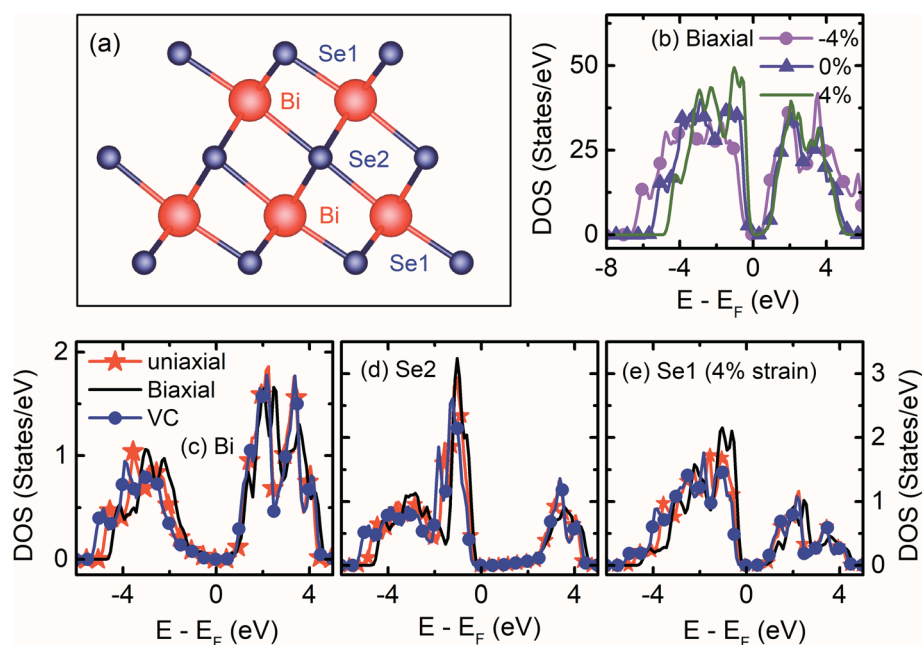 (a)
Se1
Bi
Se2
Bi
Se1
(b) Biaxial
-4%
0%
4%
DOS (States/eV)
50
25
0
-8 -4 0 4
E - E_F (eV)
uniaxial
Biaxial
VC
(c) Bi
DOS (States/eV)
2
1
0
-4 0 4
E - E_F (eV)
(d) Se2
-4 0 4
E - E_F (eV)
(e) Se1 (4% strain)
3
2
1
0
DOS (States/eV)
-4 0 4
E - E_F (eV)